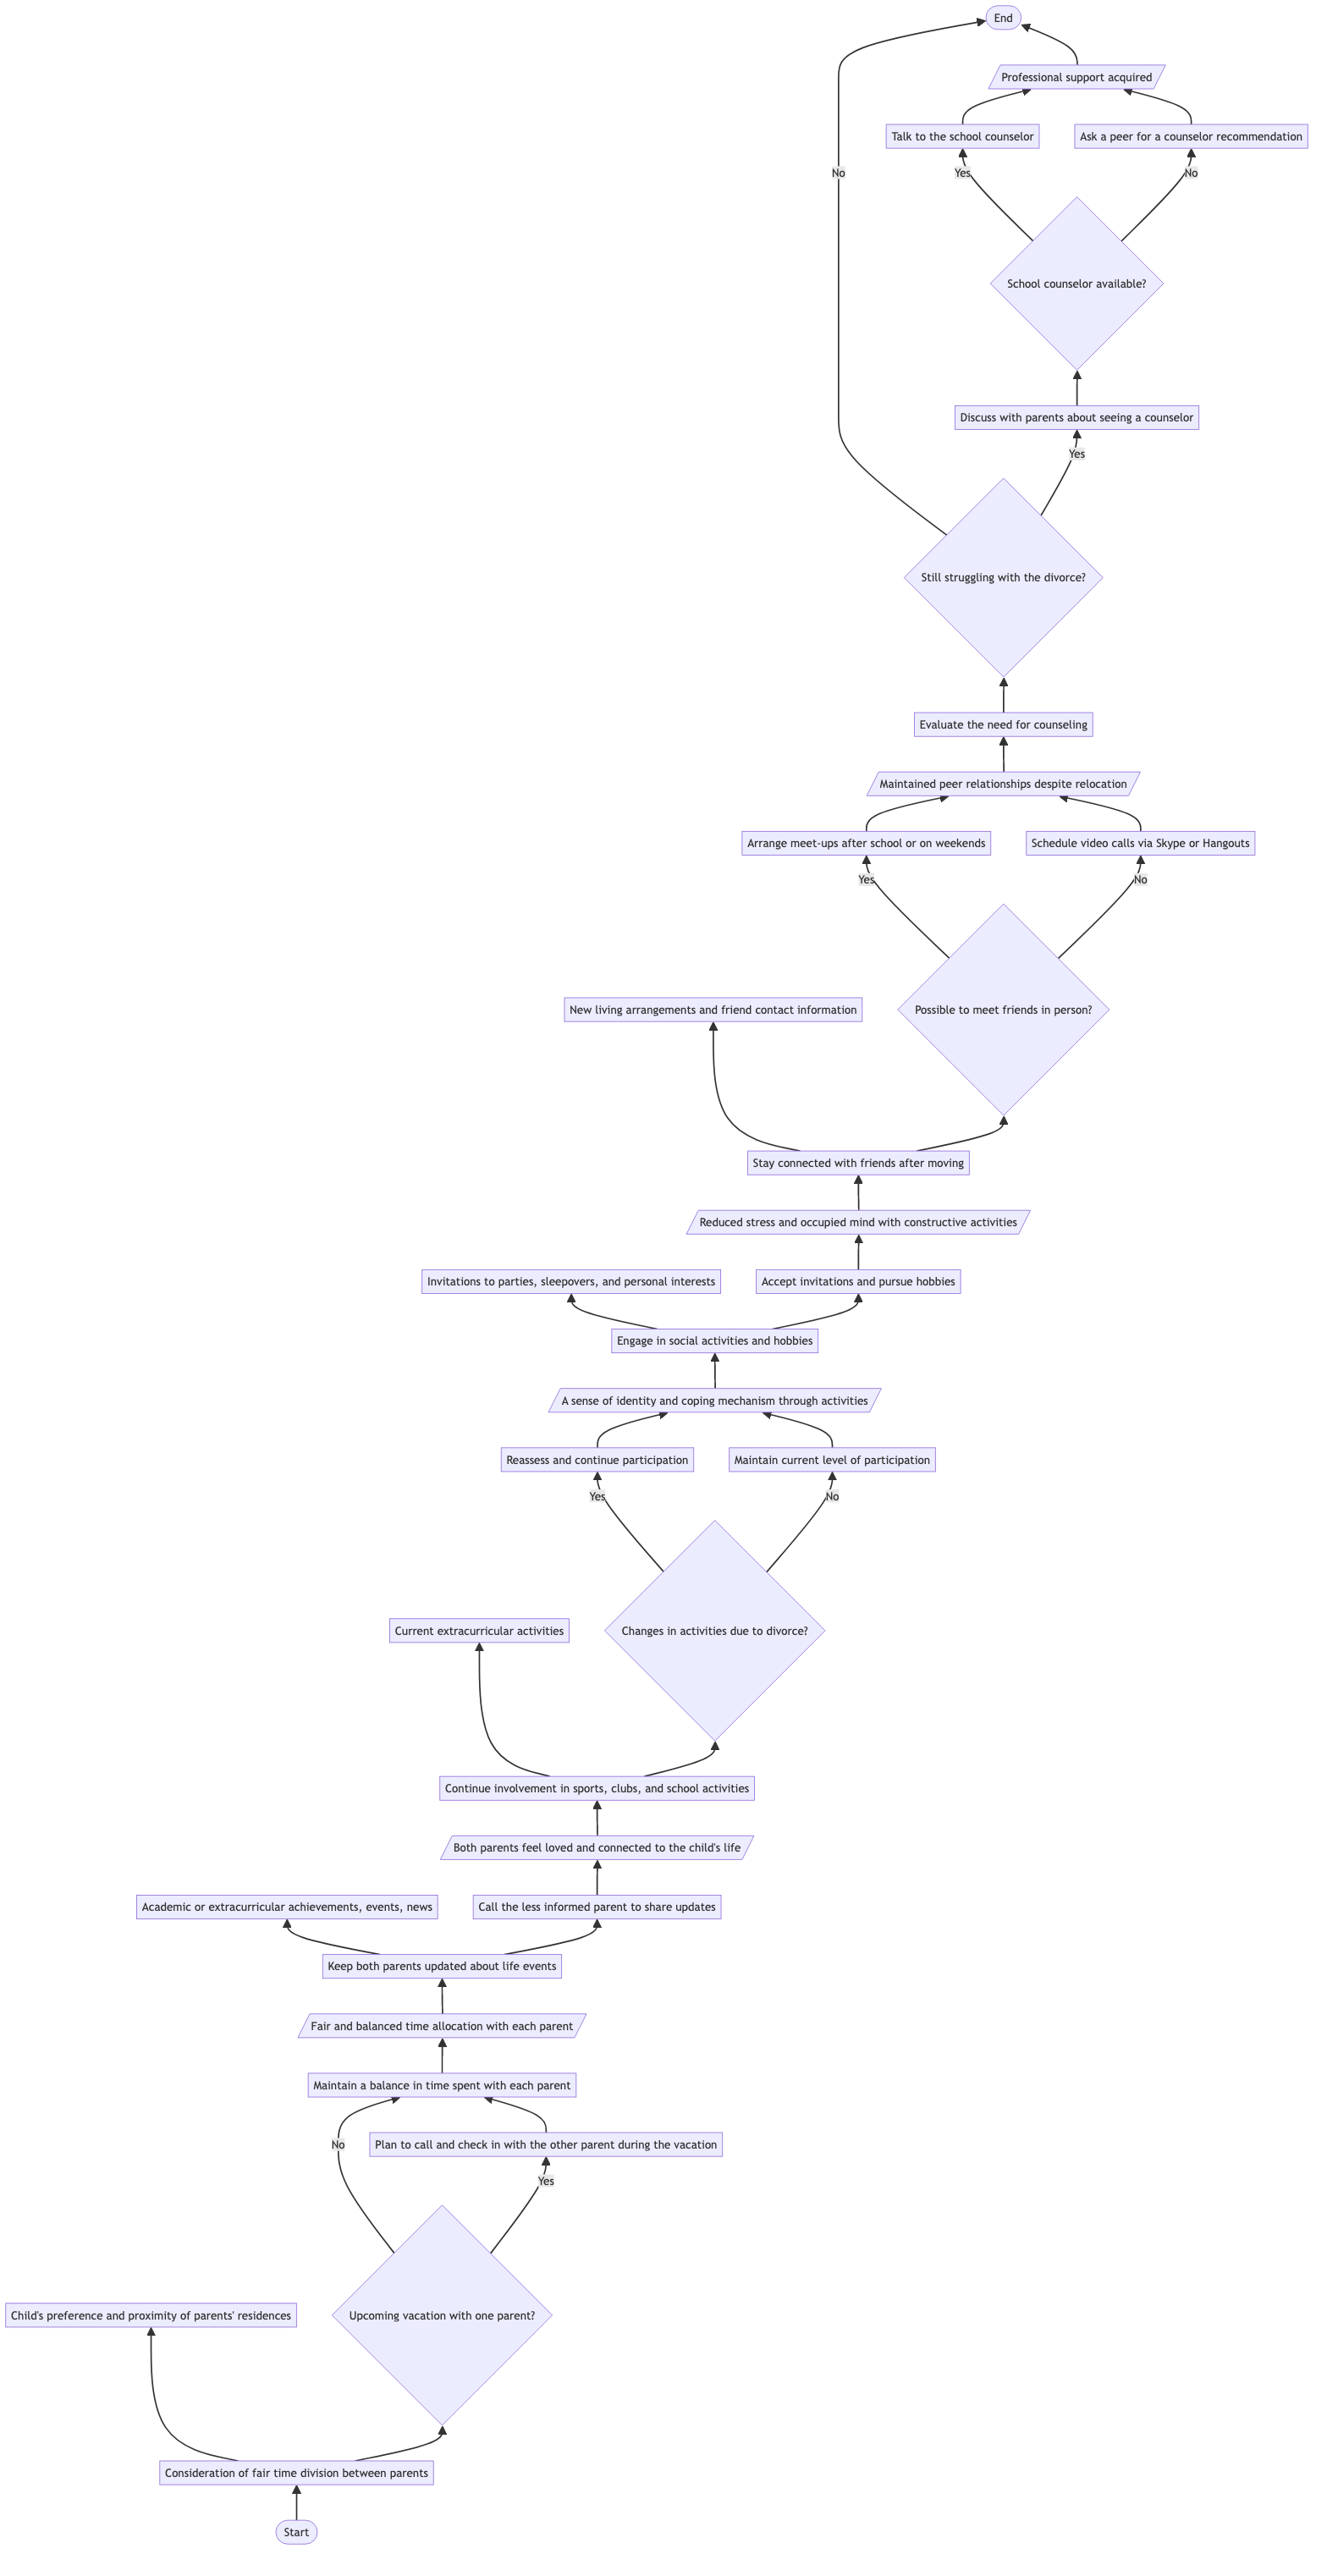 End
Professional support acquired
Talk to the school counselor
Ask a peer for a counselor recommendation
No
Yes
No
School counselor available?
Discuss with parents about seeing a counselor
Yes
Still struggling with the divorce?
Evaluate the need for counseling
Maintained peer relationships despite relocation
Arrange meet-ups after school or on weekends
Schedule video calls via Skype or Hangouts
Yes
No
New living arrangements and friend contact information
Possible to meet friends in person?
Stay connected with friends after moving
Reduced stress and occupied mind with constructive activities
Invitations to parties, sleepovers, and personal interests
Accept invitations and pursue hobbies
Engage in social activities and hobbies
A sense of identity and coping mechanism through activities
Reassess and continue participation
Maintain current level of participation
Yes
No
Current extracurricular activities
Changes in activities due to divorce?
Continue involvement in sports, clubs, and school activities
Both parents feel loved and connected to the child's life
Academic or extracurricular achievements, events, news
Call the less informed parent to share updates
Keep both parents updated about life events
Fair and balanced time allocation with each parent
Maintain a balance in time spent with each parent
No
Plan to call and check in with the other parent during the vacation
Yes
Child's preference and proximity of parents' residences
Upcoming vacation with one parent?
Consideration of fair time division between parents
Start